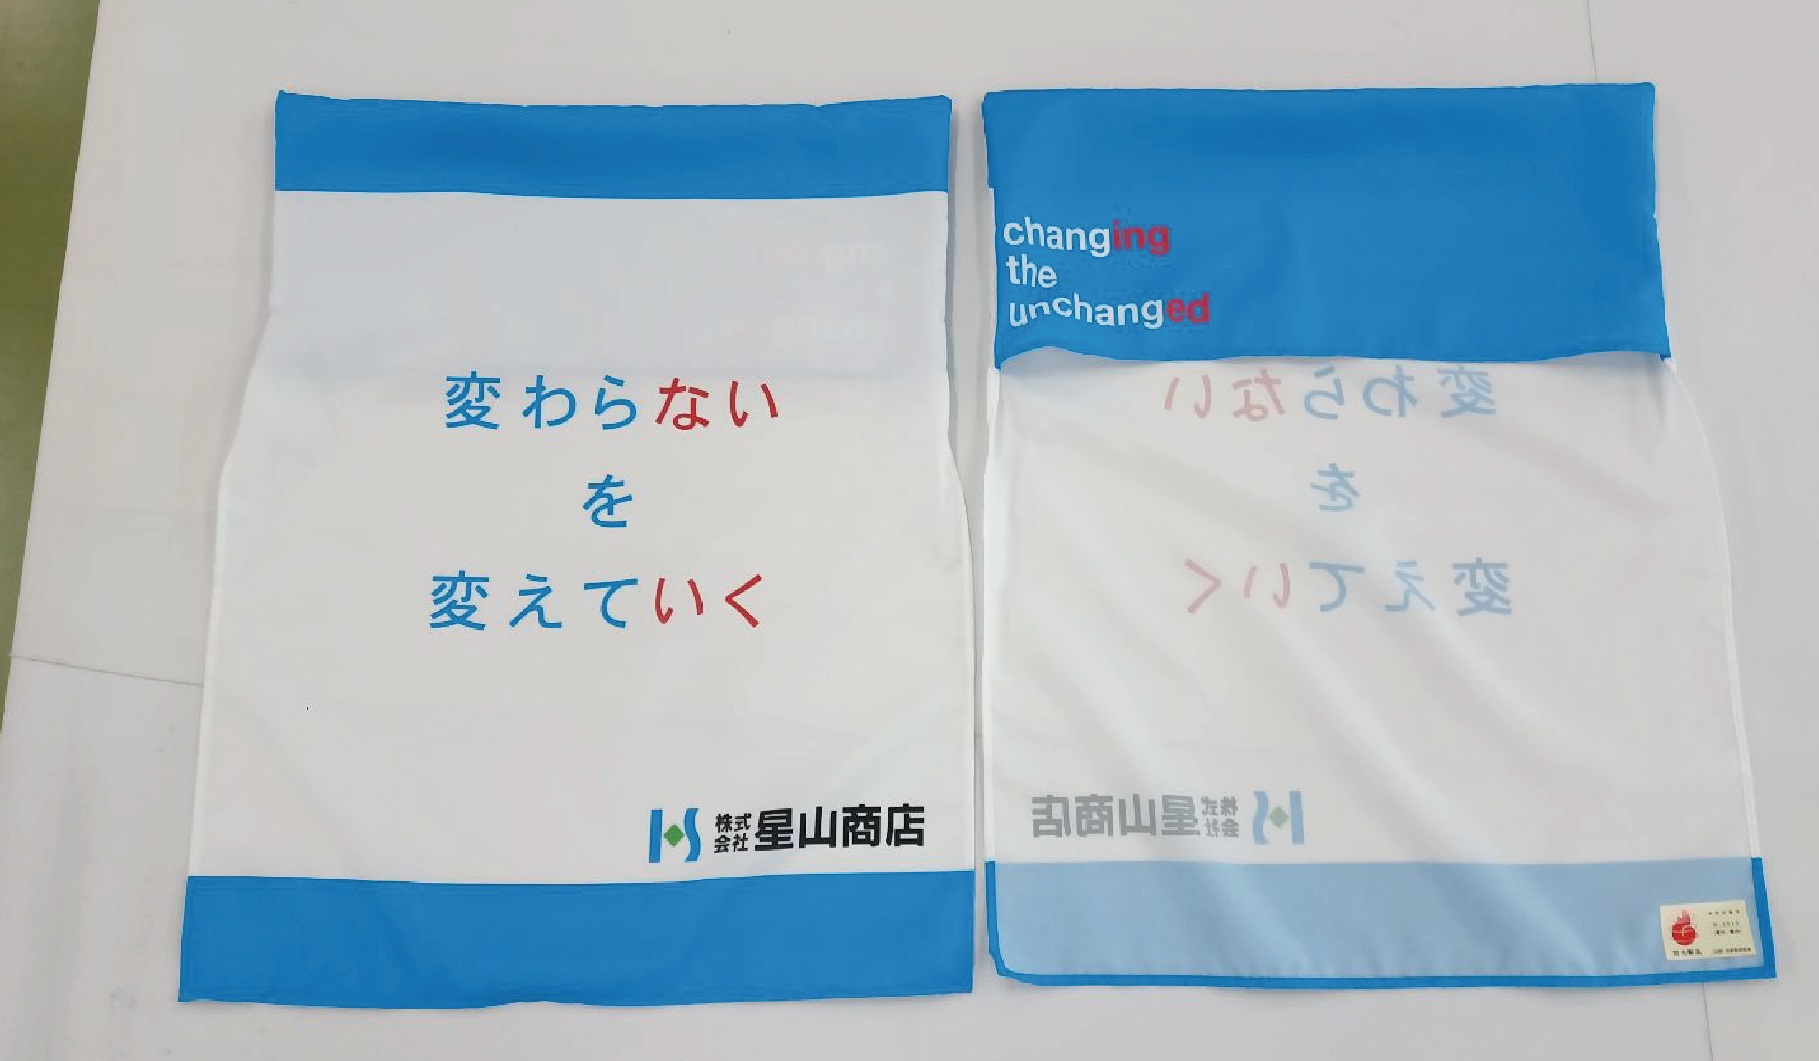 変わらない
を
変えていく
株式
会社
星山商店
changing
the
unchanged
変わらない
を
変えていく
株式
会社
星山商店